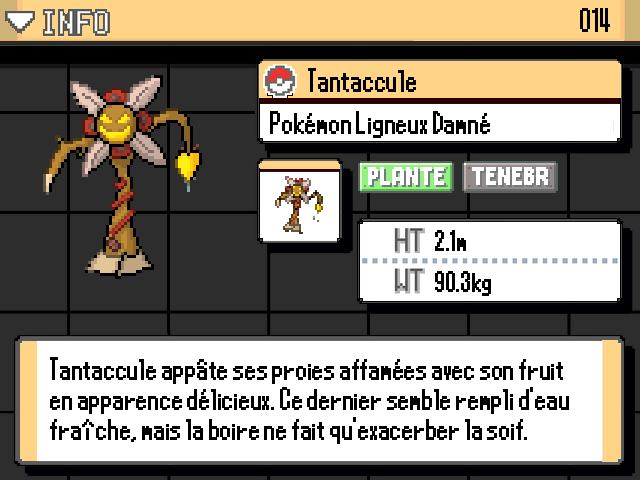 INFO
014
Tantaccule
Pokémon Ligneux Damné
PLANTE
TENEBR
HT 2.1m
WT 90.3kg
Tantaccule appâte ses proies affamées avec son fruit
en apparence délicieux. Ce dernier semble rempli d'eau
fraîche, mais la boire ne fait qu'exacerber la soif.